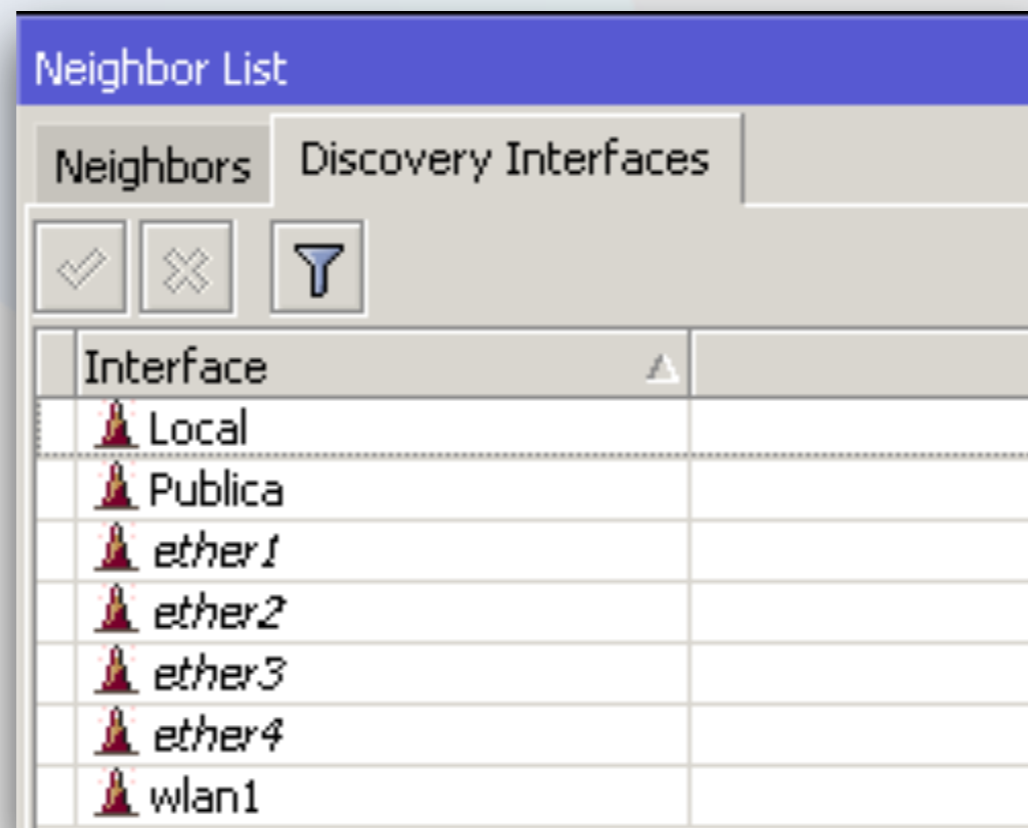 Neighbor List
Neighbors Discovery Interfaces
Interface
Local
Publica
ether1
ether2
ether3
ether4
wlan1